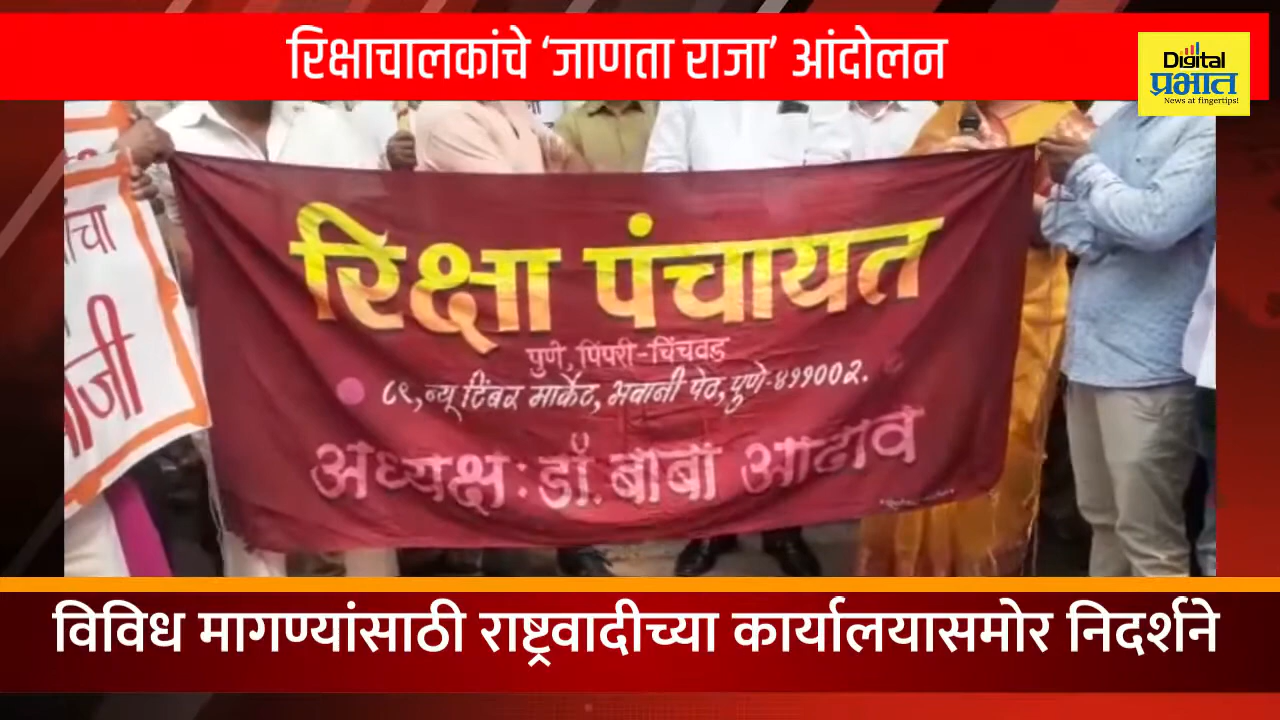 रिक्षाचालकांचे ‘जाणता राजा’ आंदोलन
Digital
प्रभात
News at fingertips!
रिक्षा पंचायत
पुणे, पिंपरी-चिंचवड
८९, न्यू टिंबर मार्केट, भवानी पेठ, पुणे-४११००२.
अध्यक्ष: डॉ. बाबा आढाव
विविध मागण्यांसाठी राष्ट्रवादीच्या कार्यालयासमोर निदर्शने